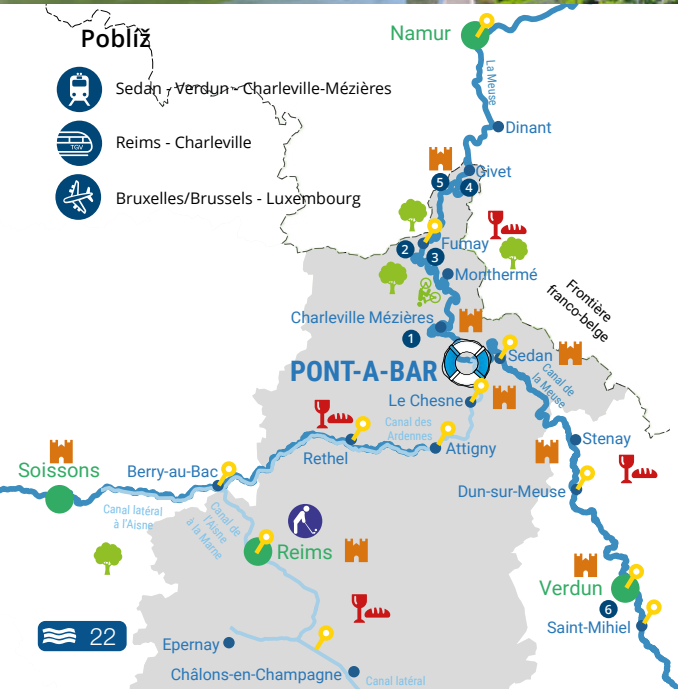 Poblíž
Sedan - Verdun - Charleville-Mézières
TGV
Reims - Charleville
Bruxelles/Brussels - Luxembourg
Namur
La Meuse
Dinant
Givet
5
4
Fumay
2
3
Monthermé
Frontière
franco-belge
Charleville Mézières
1
PONT-A-BAR
Sedan
Canal de
la Meuse
Le Chesne
Canal des
Ardennes
Stenay
Attigny
Rethel
Soissons
Berry-au-Bac
Dun-sur-Meuse
Canal latéral
à l'Aisne
Canal de
l'Aisne
à la Marne
Reims
Verdun
6
Saint-Mihiel
22
Epernay
Châlons-en-Champagne
Canal latéral